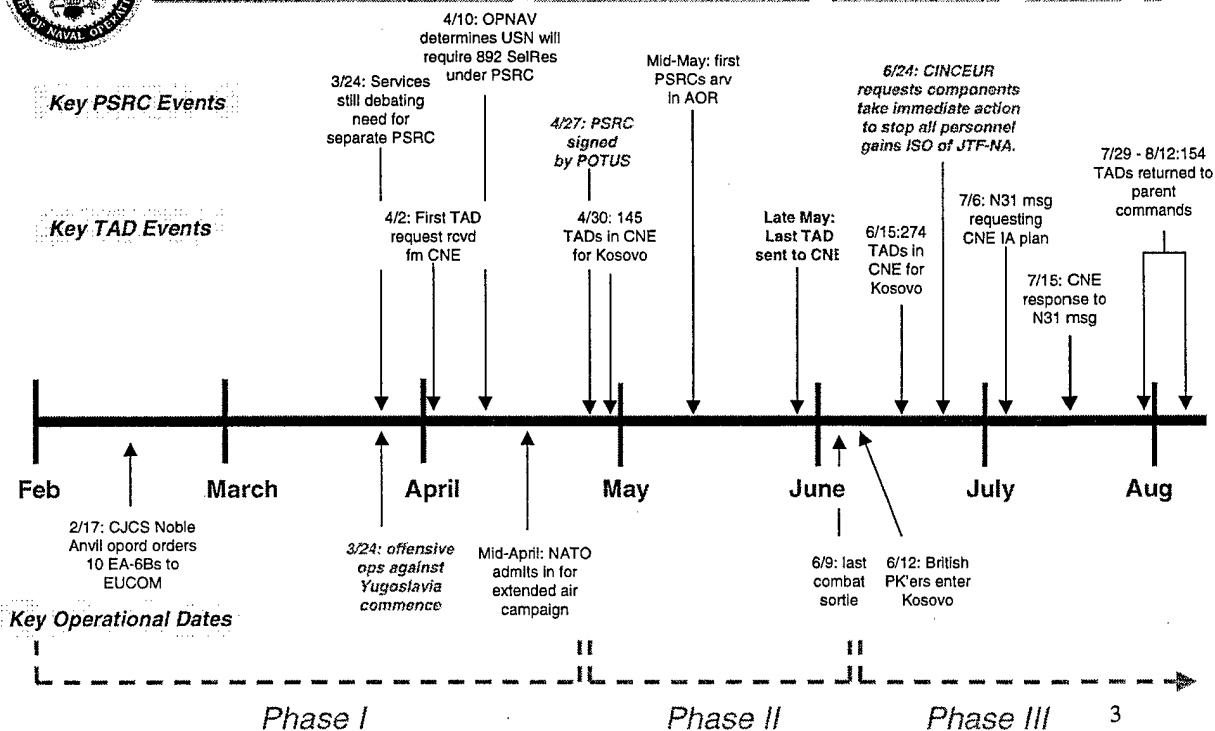 OF NAVAL OPER
Key PSRC Events
3/24: Services
still debating
need for
separate PSRC
4/10: OPNAV
determines USN will
require 892 SelRes
under PSRC
4/27: PSRC
signed
by POTUS
Mid-May: first
PSRCs arv
in AOR
6/24: CINCEUR
requests components
take immediate action
to stop all personnel
gains ISO of JTF-NA.
Key TAD Events
4/2: First TAD
request rcvd
fm CNE
4/30: 145
TADs in CNE
for Kosovo
Late May:
Last TAD
sent to CNE
6/15:274
TADs in
CNE for
Kosovo
7/6: N31 msg
requesting
CNE IA plan
7/15: CNE
response to
N31 msg
7/29 - 8/12:154
TADs returned to
parent
commands
Feb
March
April
May
June
July
Aug
2/17: CJCS Noble
Anvil opord orders
10 EA-6Bs to
EUCOM
3/24: offensive
ops against
Yugoslavia
commence
Mid-April: NATO
admits in for
extended air
campaign
6/9: last
combat
sortie
6/12: British
PK'ers enter
Kosovo
Key Operational Dates
Phase I
Phase II
Phase III
3